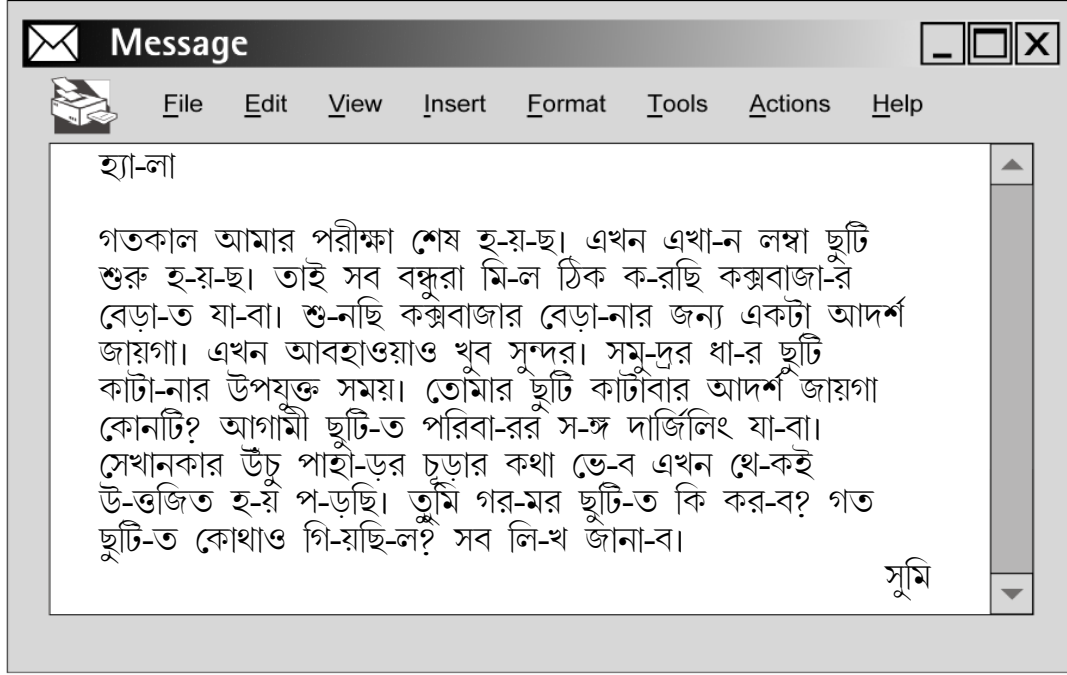 Message
File Edit View Insert Format Tools Actions Help
হ্যা-লা
গতকাল আমার পরীক্ষা শেষ হ-য়-ছ। এখন এখা-ন লম্বা ছুটি
শুরু হ-য়-ছ। তাই সব বন্ধুরা মি-ল ঠিক ক-রছি কক্সবাজা-র
বেড়া-ত যা-বা। শু-নছি কক্সবাজার বেড়া-নার জন্য একটা আদর্শ
জায়গা। এখন আবহাওয়াও খুব সুন্দর। সমু-দ্রর ধা-র ছুটি
কাটা-নার উপযুক্ত সময়। তোমার ছুটি কাটাবার আদর্শ জায়গা
কোনটি? আগামী ছুটি-ত পরিবা-রর স-ঙ্গ দার্জিলিং যা-বা।
সেখানকার উঁচু পাহা-ড়র চূড়ার কথা ভে-ব এখন থে-কই
উ-ত্তজিত হ-য় প-ড়ছি। তুমি গর-মর ছুটি-ত কি কর-ব? গত
ছুটি-ত কোথাও গি-য়ছি-ল? সব লি-খ জানা-ব।
সুমি